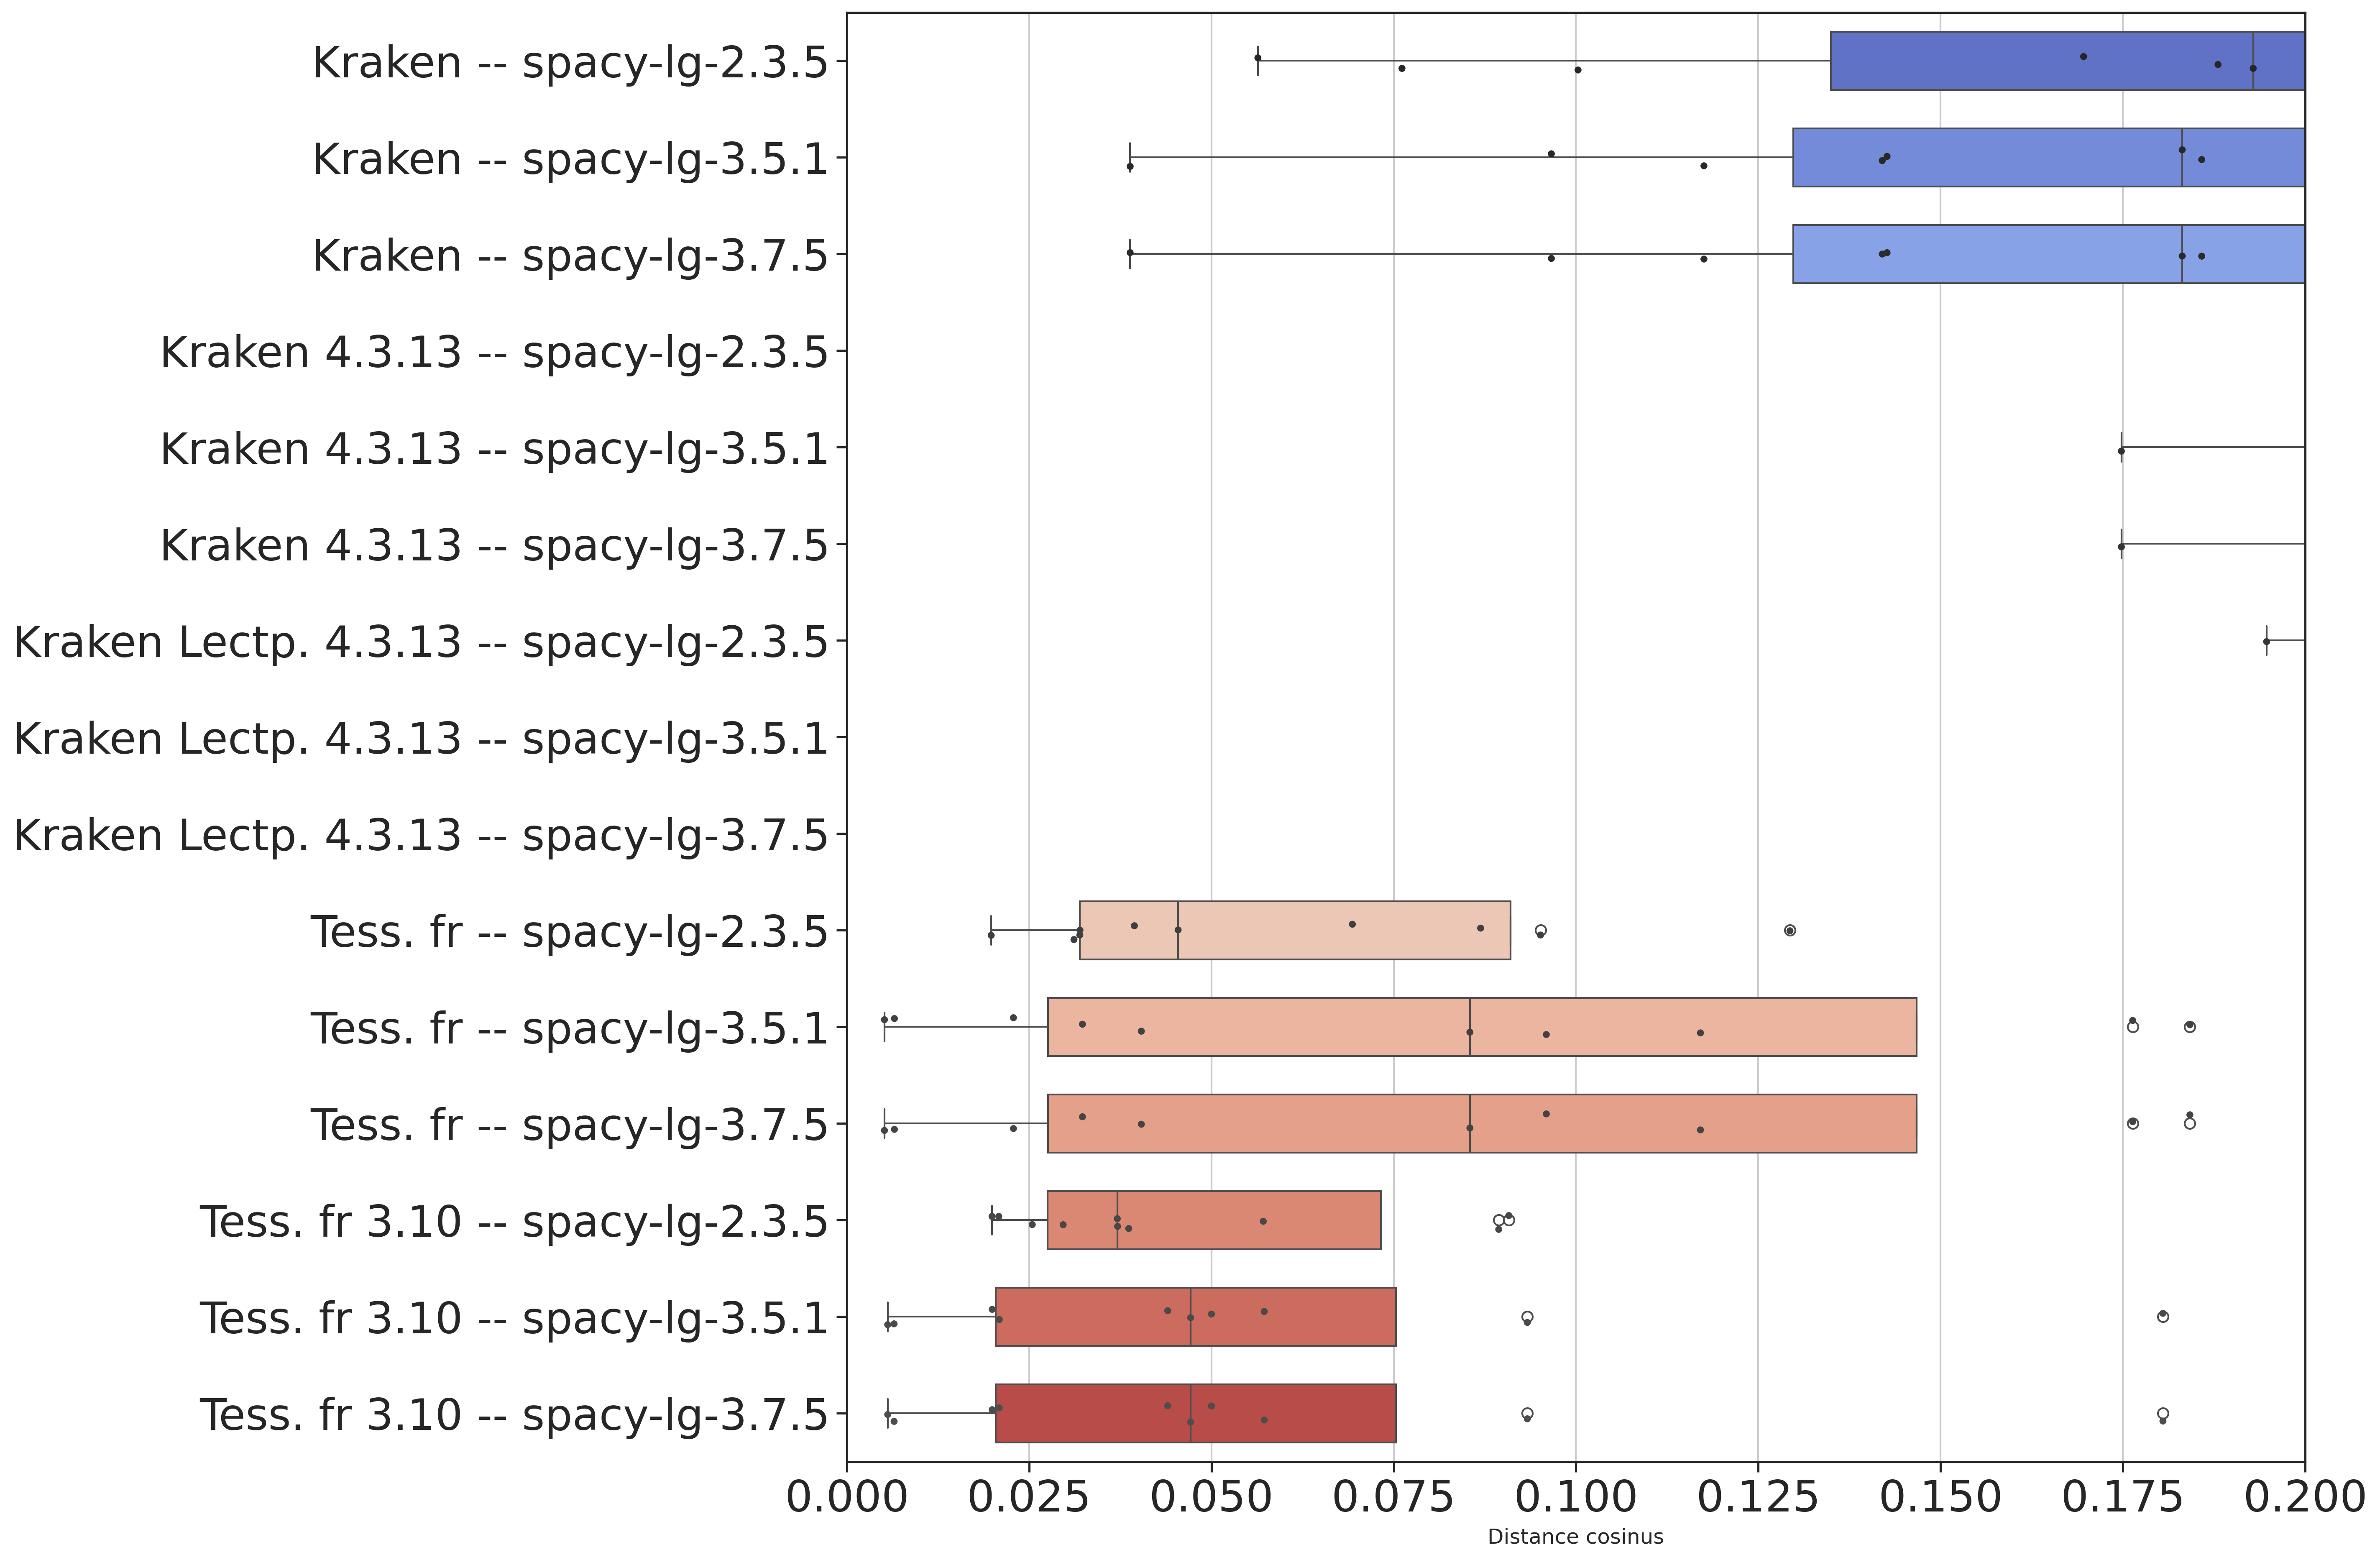 Kraken -- spacy-lg-2.3.5
Kraken -- spacy-lg-3.5.1
Kraken -- spacy-lg-3.7.5
Kraken 4.3.13 -- spacy-lg-2.3.5
Kraken 4.3.13 -- spacy-lg-3.5.1
Kraken 4.3.13 -- spacy-lg-3.7.5
Kraken Lectp. 4.3.13 -- spacy-lg-2.3.5
Kraken Lectp. 4.3.13 -- spacy-lg-3.5.1
Kraken Lectp. 4.3.13 -- spacy-lg-3.7.5
Tess. fr -- spacy-lg-2.3.5
Tess. fr -- spacy-lg-3.5.1
Tess. fr -- spacy-lg-3.7.5
Tess. fr 3.10 -- spacy-lg-2.3.5
Tess. fr 3.10 -- spacy-lg-3.5.1
Tess. fr 3.10 -- spacy-lg-3.7.5
0.000 0.025 0.050 0.075 0.100 0.125 0.150 0.175 0.200
Distance cosinus